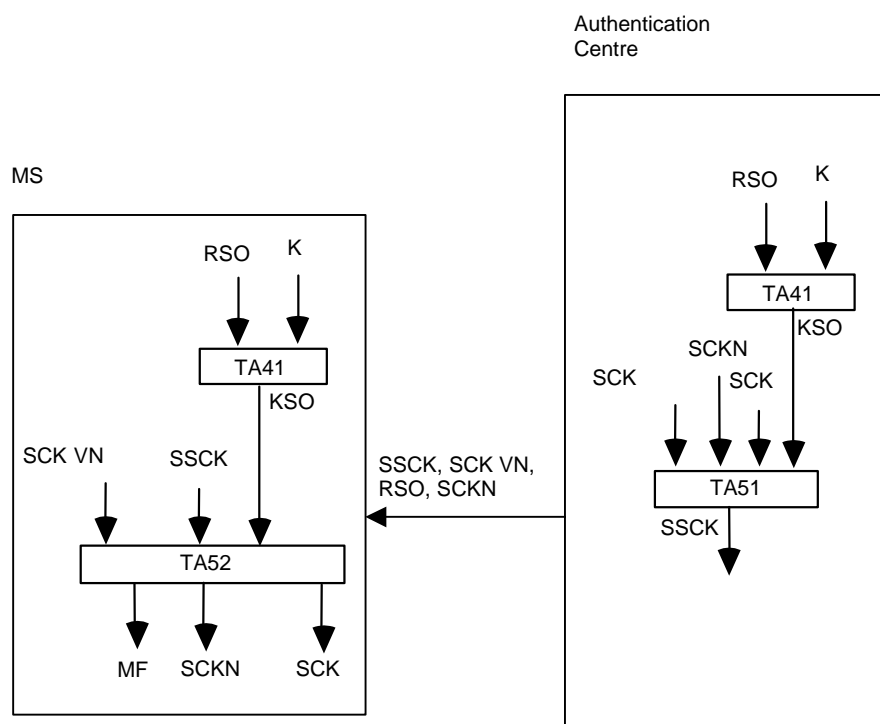 Authentication
Centre
MS
RSO
K
TA41
KSO
SCK VN
SSCK
TA52
MF
SCKN
SCK
SSCK, SCK VN,
RSO, SCKN
RSO
K
TA41
KSO
SCK
SCKN
SCK
TA51
SSCK